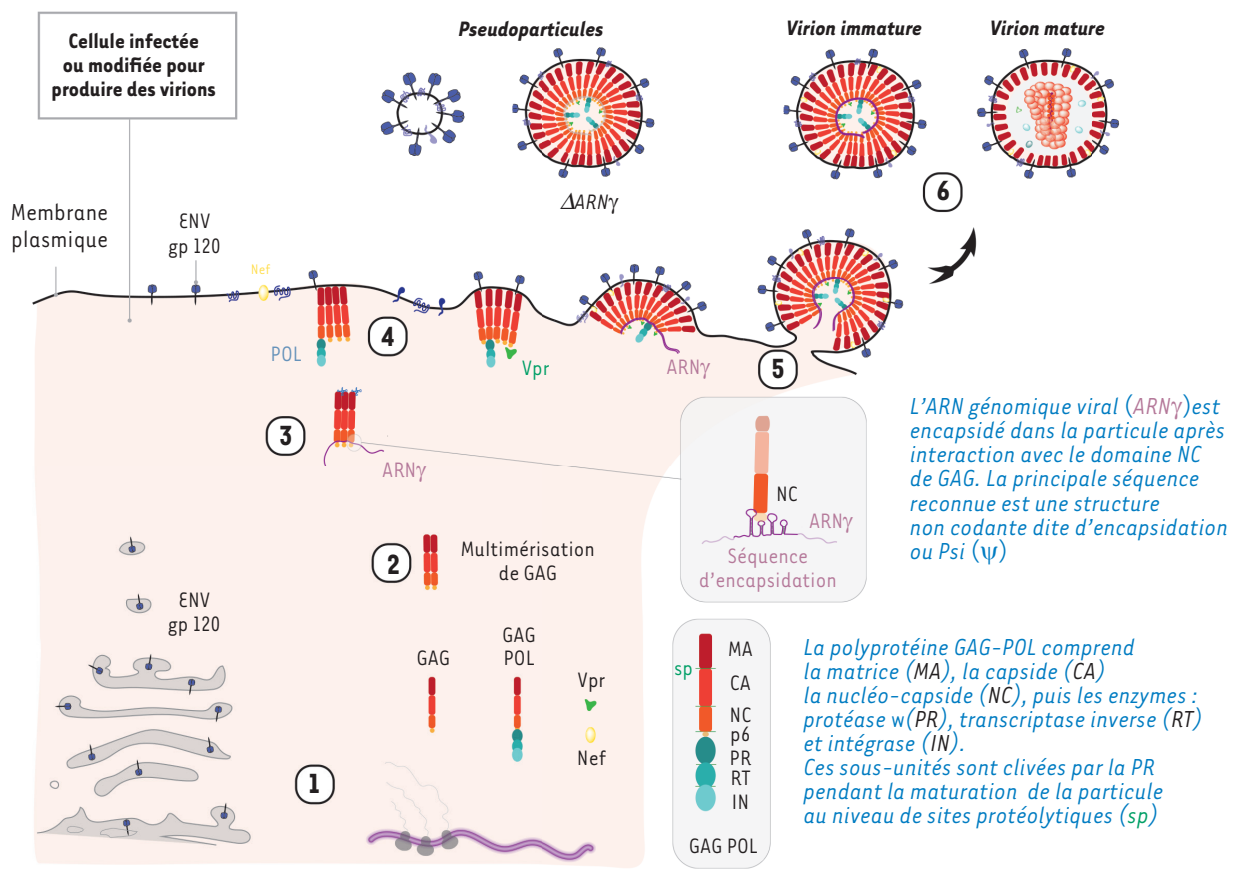 Cellule infectée
ou modifiée pour
produire des virions
Pseudoparticules
Virion immature
Virion mature
ΔARNγ
6
Membrane
plasmique
ENV
gp 120
Nef
4
POL
Vpr
ARNγ
5
3
ARNγ
NC
ARNγ
Séquence
d'encapsidation
L'ARN génomique viral (ARNγ)est
encapsidé dans la particule après
interaction avec le domaine NC
de GAG. La principale séquence
reconnue est une structure
non codante dite d'encapsidation
ou Psi (ψ)
2
Multimérisation
de GAG
ENV
gp 120
GAG
GAG
POL
Vpr
Nef
1
sp
MA
CA
NC
p6
PR
RT
IN
GAG POL
La polyprotéine GAG-POL comprend
la matrice (MA), la capside (CA)
la nucléo-capside (NC), puis les enzymes :
protéase w(PR), transcriptase inverse (RT)
et intégrase (IN).
Ces sous-unités sont clivées par la PR
pendant la maturation de la particule
au niveau de sites protéolytiques (sp)